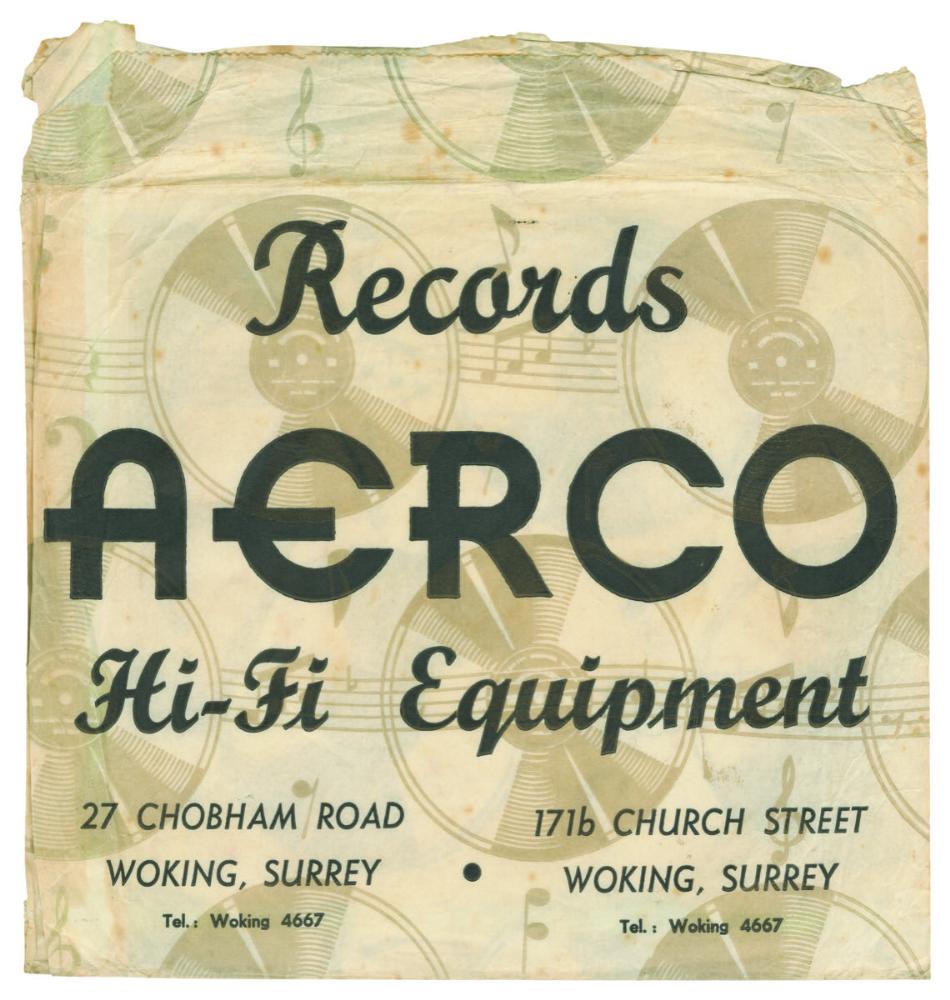 Records
AERCO
Hi-Fi Equipment
27 CHOBHAM ROAD
WOKING, SURREY
Tel.: Woking 4667
•
171b CHURCH STREET
WOKING, SURREY
Tel.: Woking 4667